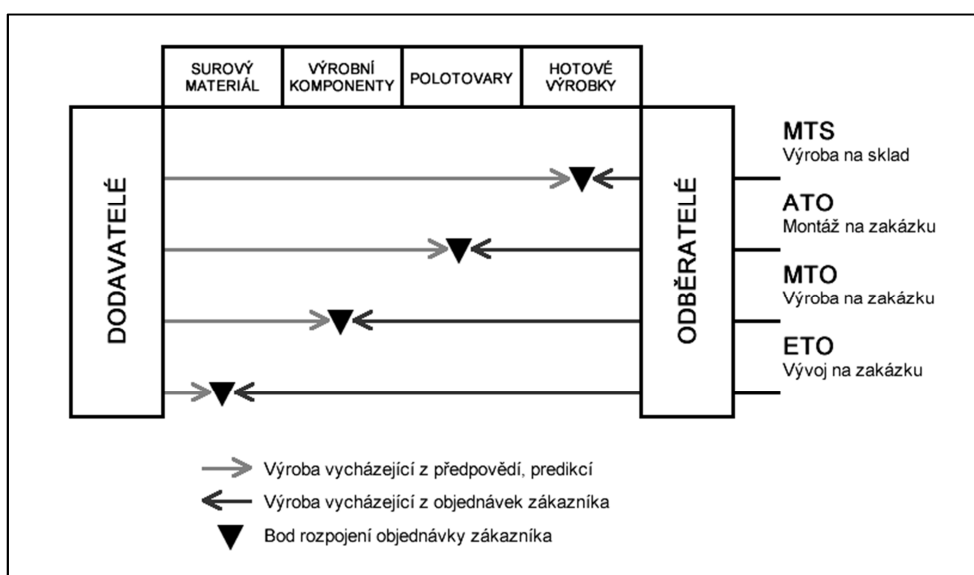 SUROVÝ
MATERIÁL
VÝROBNÍ
KOMPONENTY
POLOTOVARY
HOTOVÉ
VÝROBKY
DODAVATELÉ
ODBĚRATELÉ
MTS
Výroba na sklad
ATO
Montáž na zakázku
MTO
Výroba na zakázku
ETO
Vývoj na zakázku
Výroba vycházející z předpovědí, predikcí
Výroba vycházející z objednávek zákazníka
Bod rozpojení objednávky zákazníka